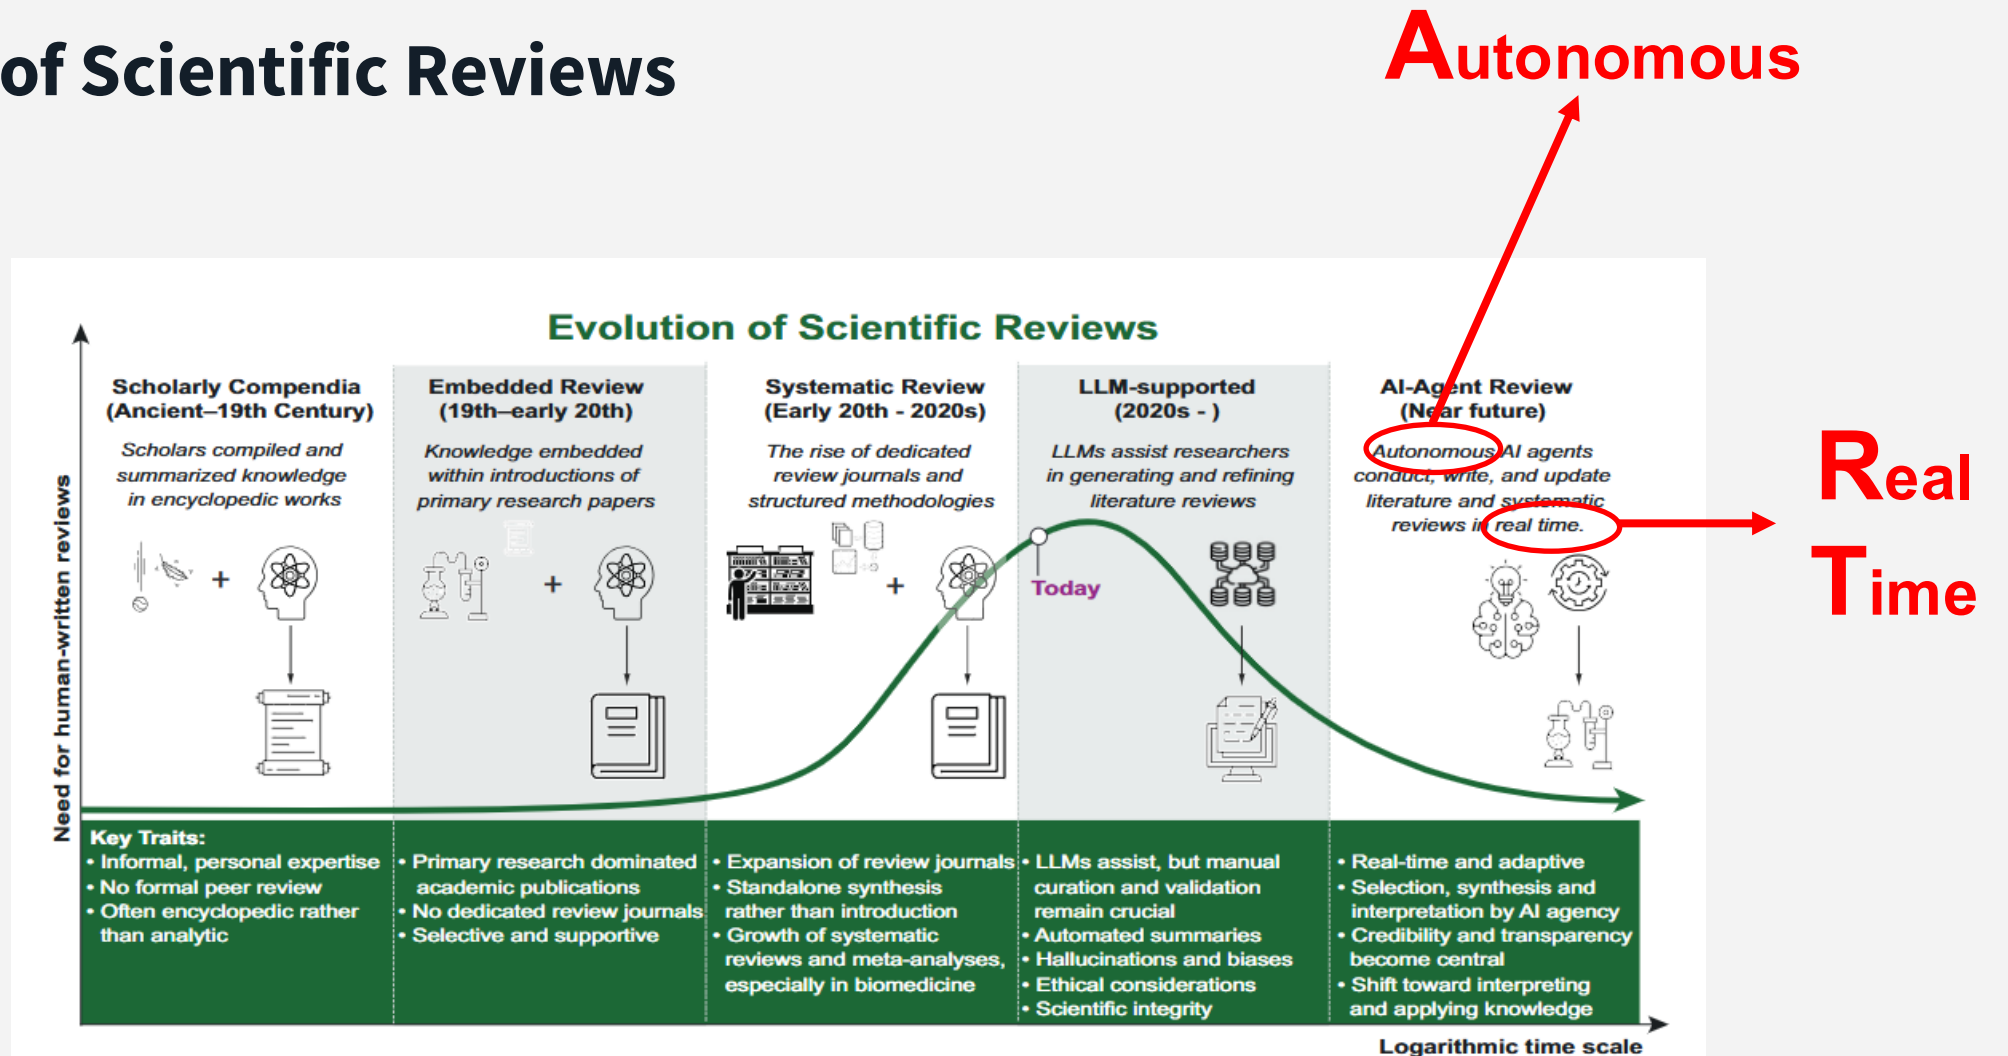 of Scientific Reviews
Autonomous
Evolution of Scientific Reviews
Need for human-written reviews
Scholarly Compendia
(Ancient–19th Century)
Scholars compiled and
summarized knowledge
in encyclopedic works
Embedded Review
(19th–early 20th)
Knowledge embedded
within introductions of
primary research papers
Systematic Review
(Early 20th - 2020s)
The rise of dedicated
review journals and
structured methodologies
LLM-supported
(2020s - )
LLMs assist researchers
in generating and refining
literature reviews
AI-Agent Review
(Near future)
Autonomous AI agents
conduct, write, and update
literature and systematic
reviews in real time.
Real
Time
+
+
+
Today
Key Traits:
• Informal, personal expertise
• No formal peer review
• Often encyclopedic rather
than analytic
• Primary research dominated
academic publications
• No dedicated review journals
• Selective and supportive
• Expansion of review journals
• Standalone synthesis
rather than introduction
• Growth of systematic
reviews and meta-analyses,
especially in biomedicine
• LLMs assist, but manual
curation and validation
remain crucial
• Automated summaries
• Hallucinations and biases
• Ethical considerations
• Scientific integrity
• Real-time and adaptive
• Selection, synthesis and
interpretation by AI agency
• Credibility and transparency
become central
• Shift toward interpreting
and applying knowledge
Logarithmic time scale